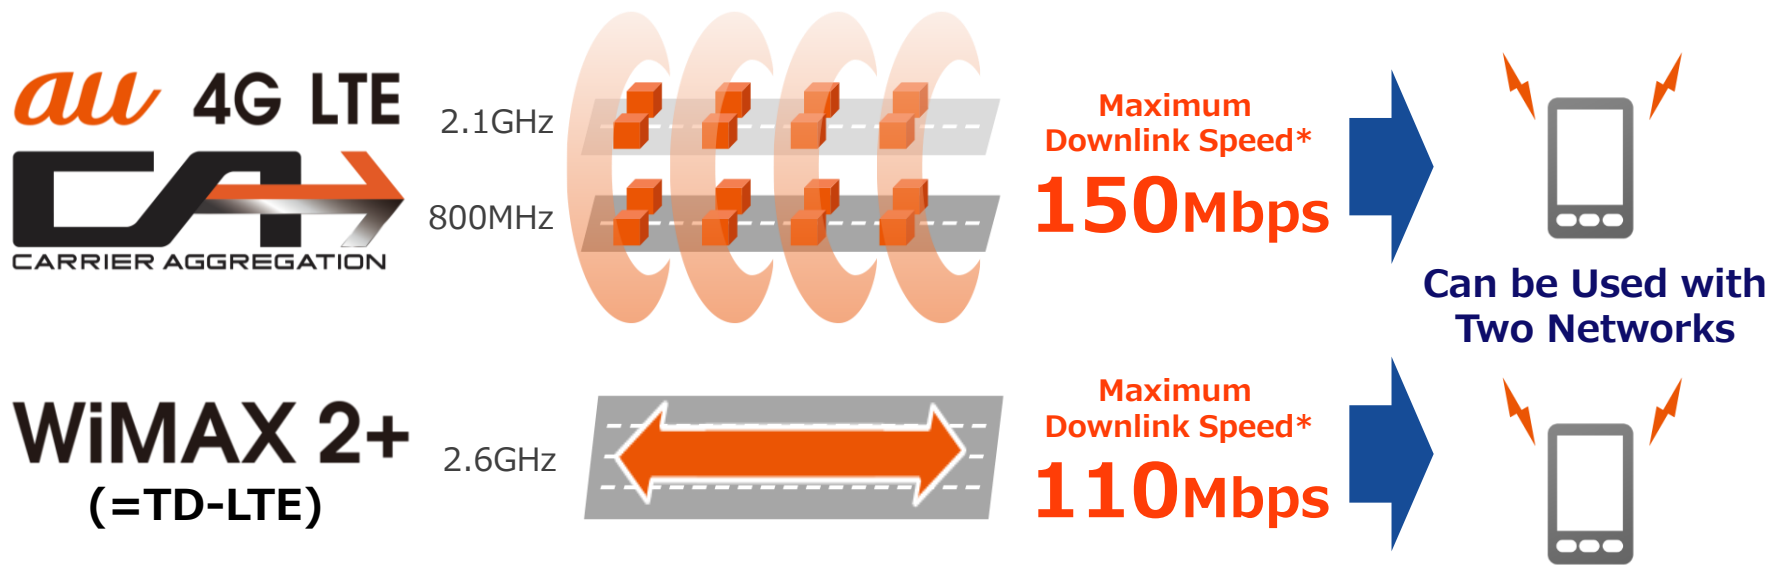 au 4G LTE
CA
CARRIER AGGREGATION
2.1GHz
800MHz
Maximum
Downlink Speed*
150Mbps
Can be Used with
Two Networks
WiMAX 2+
(=TD-LTE)
2.6GHz
Maximum
Downlink Speed*
110Mbps